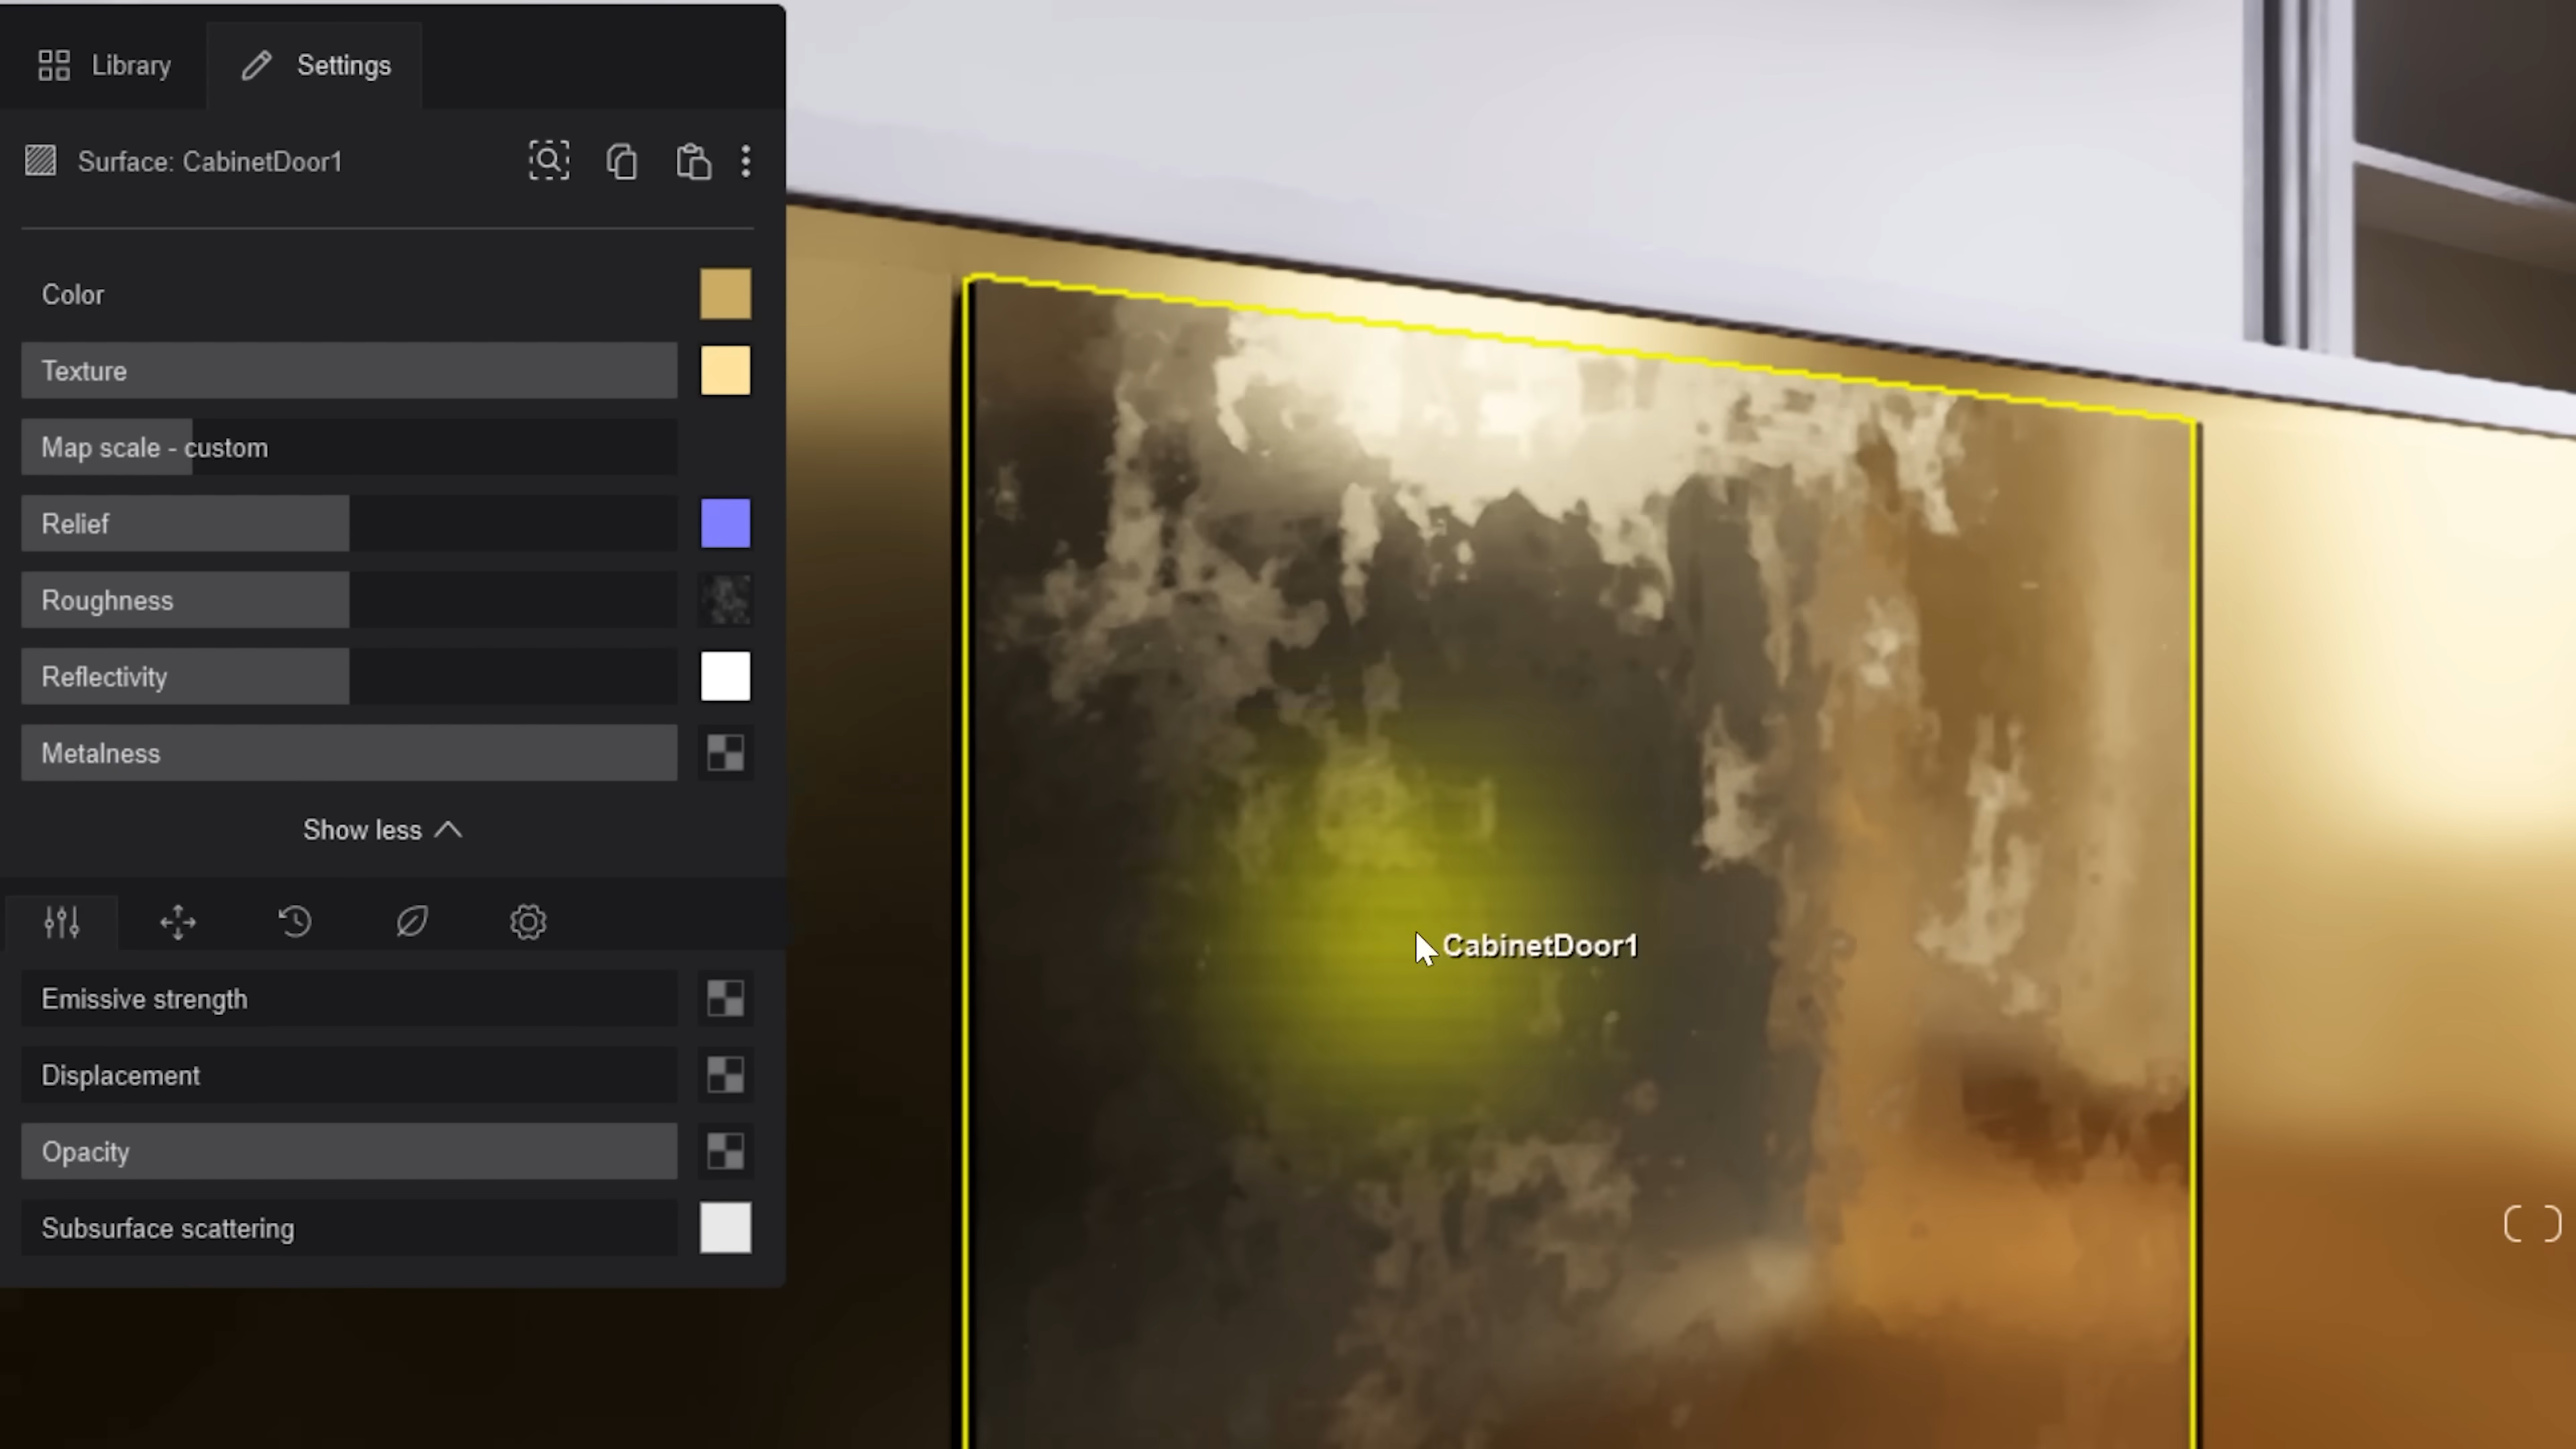 Library
Settings
Surface: CabinetDoor1
Color
Texture
Map scale - custom
Relief
Roughness
Reflectivity
Metalness
Show less
Emissive strength
Displacement
Opacity
Subsurface scattering
CabinetDoor1